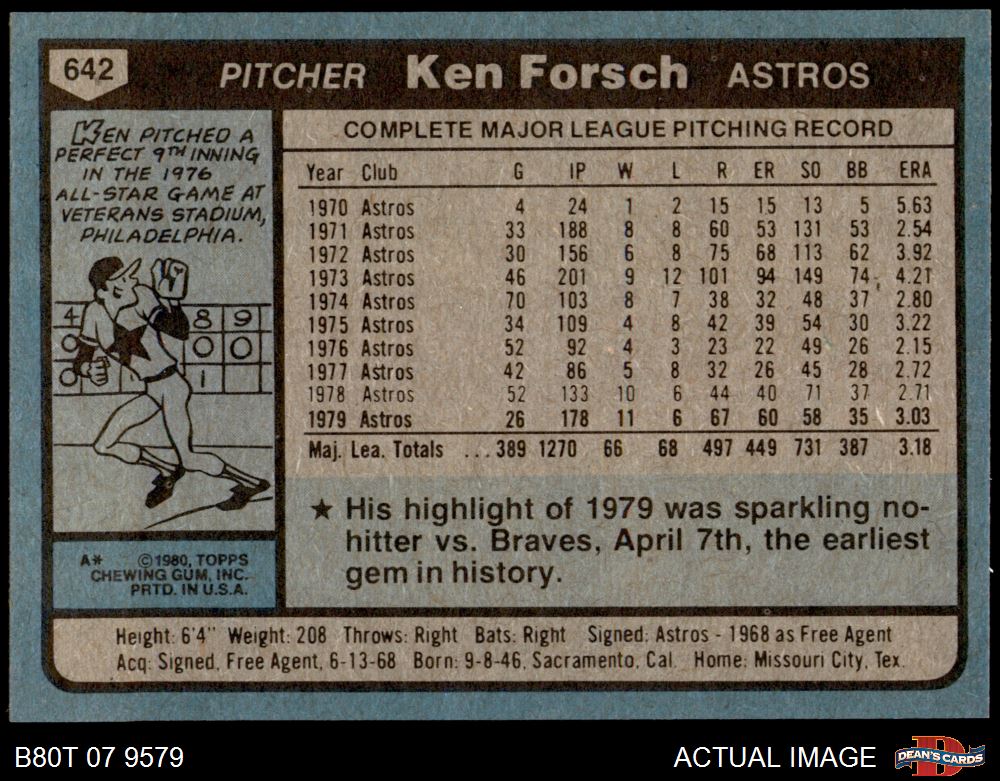 642 PITCHER Ken Forsch ASTROS
KEN PITCHED A
PERFECT 9TH INNING
IN THE 1976
ALL-STAR GAME AT
VETERANS STADIUM,
PHILADELPHIA.
4 8 9
0 0 0
0 1
A* ©1980, TOPPS
CHEWING GUM, INC.
PRTD. IN U.S.A.
COMPLETE MAJOR LEAGUE PITCHING RECORD
Year Club G IP W L R ER SO BB ERA
1970 Astros 4 24 1 2 15 15 13 5 5.63
1971 Astros 33 188 8 8 60 53 131 53 2.54
1972 Astros 30 156 6 8 75 68 113 62 3.92
1973 Astros 46 201 9 12 101 94 149 74 4.21
1974 Astros 70 103 8 7 38 32 48 37 2.80
1975 Astros 34 109 4 8 42 39 54 30 3.22
1976 Astros 52 92 4 3 23 22 49 26 2.15
1977 Astros 42 86 5 8 32 26 45 28 2.72
1978 Astros 52 133 10 6 44 40 71 37 2.71
1979 Astros 26 178 11 6 67 60 58 35 3.03
Maj. Lea. Totals ...389 1270 66 68 497 449 731 387 3.18
★ His highlight of 1979 was sparkling no-
hitter vs. Braves, April 7th, the earliest
gem in history.
Height: 6'4" Weight: 208 Throws: Right Bats: Right Signed: Astros - 1968 as Free Agent
Acq: Signed, Free Agent, 6-13-68 Born: 9-8-46, Sacramento, Cal. Home: Missouri City, Tex.
B80T 07 9579 ACTUAL IMAGE D DEAN'S CARDS